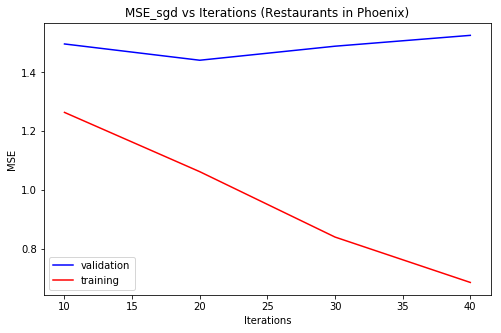 MSE_sgd vs Iterations (Restaurants in Phoenix)
MSE
1.4
1.2
1.0
0.8
validation
training
10 15 20 25 30 35 40
Iterations